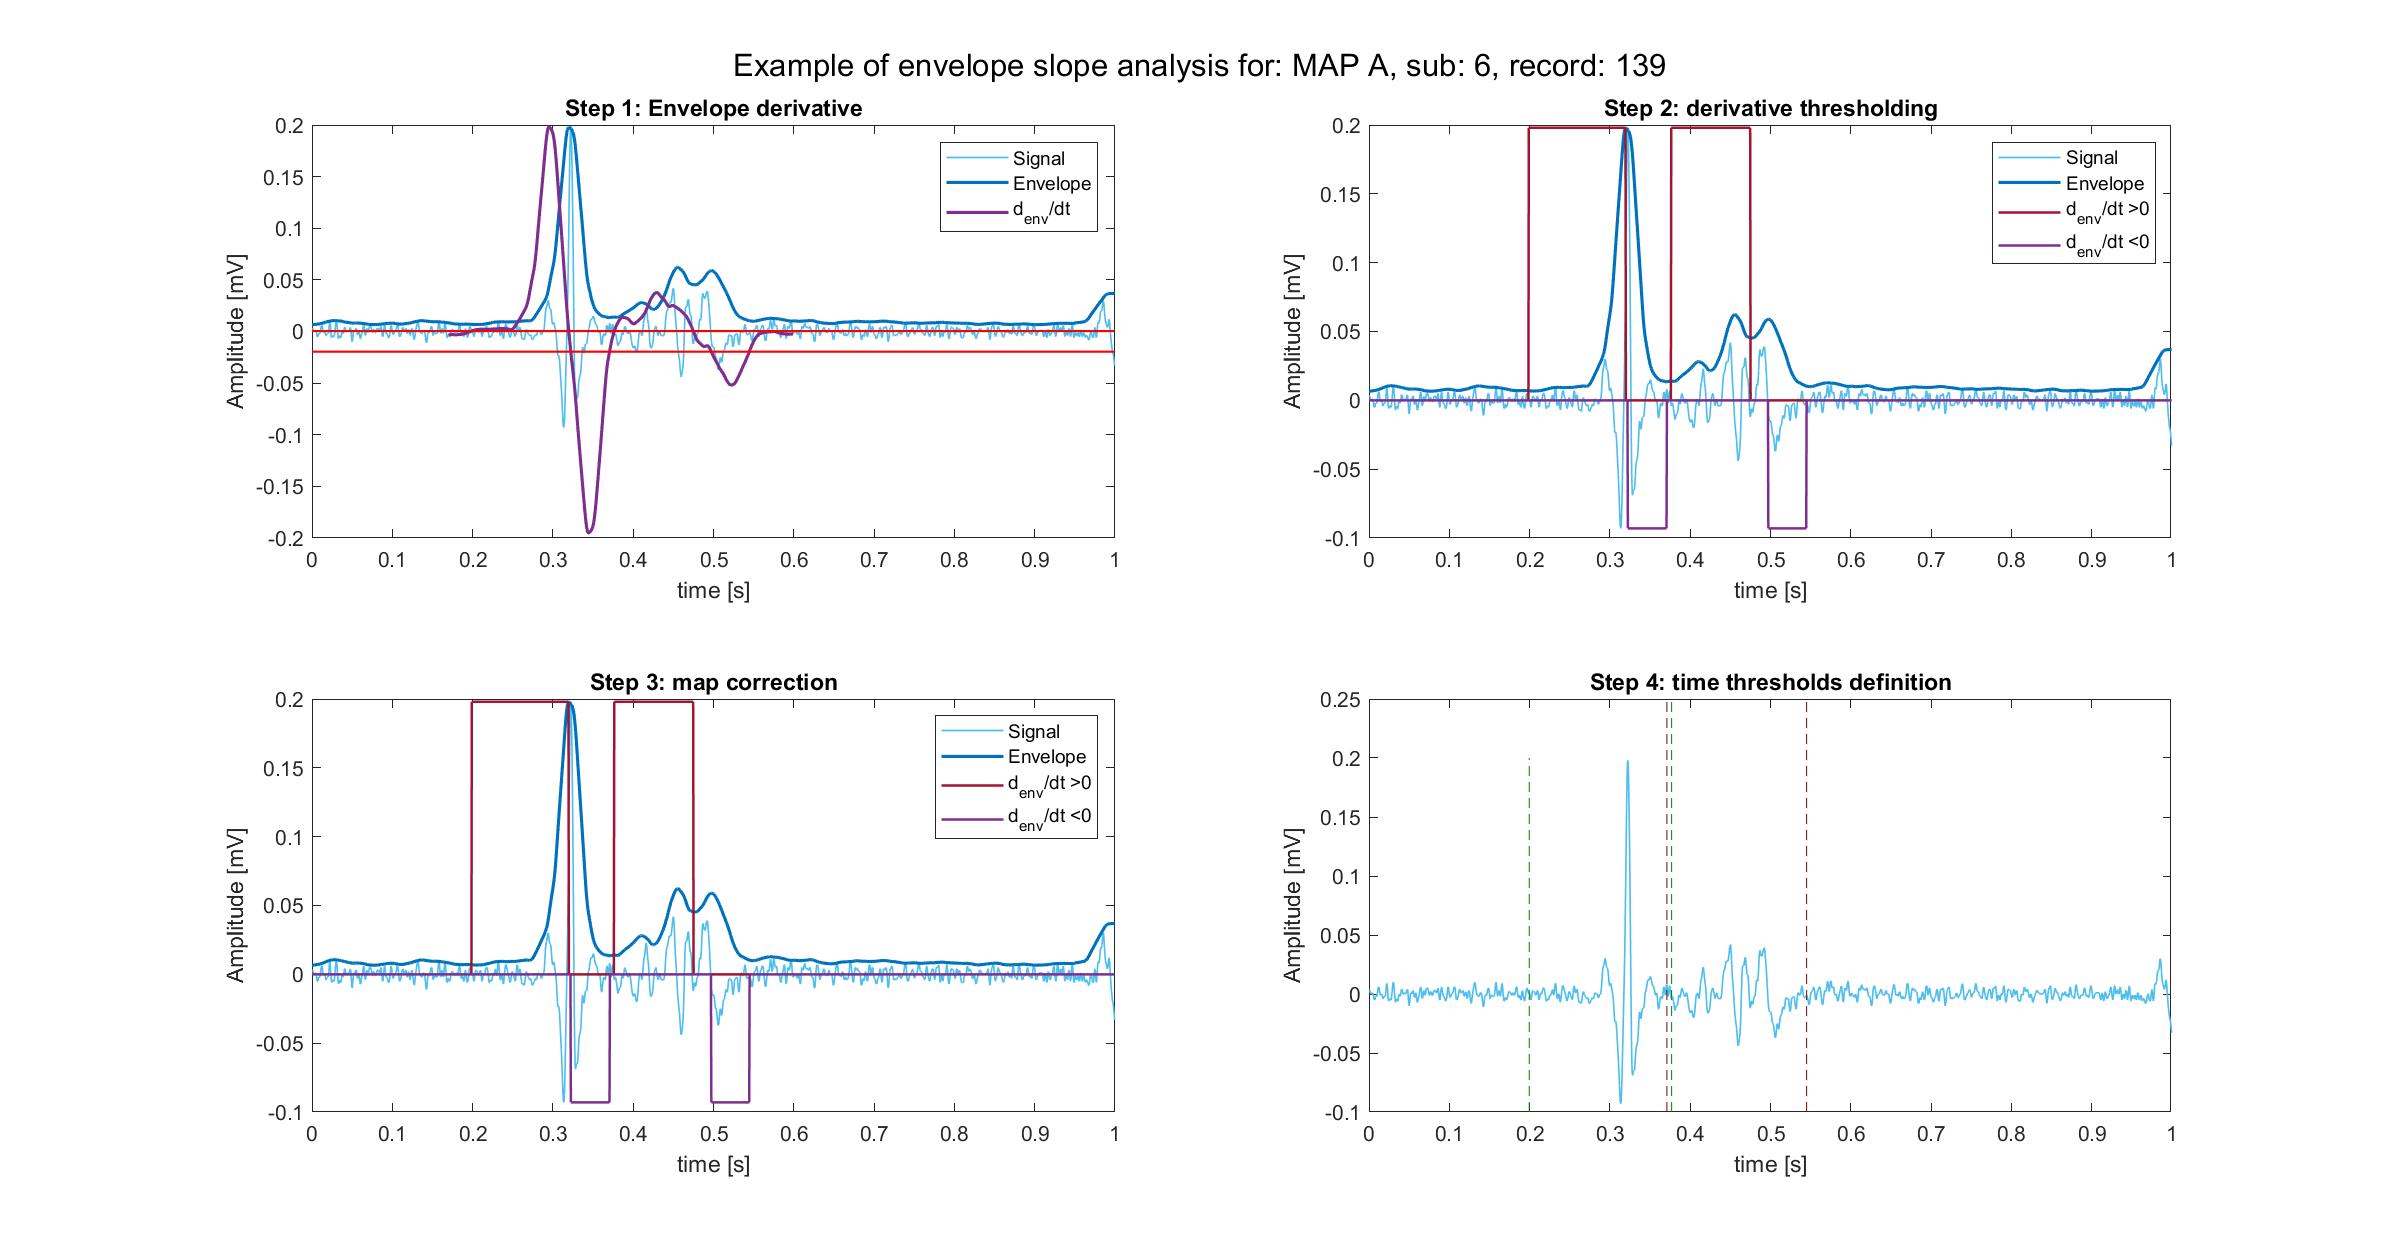 Example of envelope slope analysis for: MAP A, sub: 6, record: 139
Step 1: Envelope derivative
0.2
0.15
0.1
0.05
0
-0.05
-0.1
-0.15
-0.2
Amplitude [mV]
0 0.1 0.2 0.3 0.4 0.5 0.6 0.7 0.8 0.9 1
time [s]
Signal
Envelope
d_env/dt
Step 2: derivative thresholding
0.2
0.15
0.1
0.05
0
-0.05
-0.1
Amplitude [mV]
0 0.1 0.2 0.3 0.4 0.5 0.6 0.7 0.8 0.9 1
time [s]
Signal
Envelope
d_env/dt >0
d_env/dt <0
Step 3: map correction
0.2
0.15
0.1
0.05
0
-0.05
-0.1
Amplitude [mV]
0 0.1 0.2 0.3 0.4 0.5 0.6 0.7 0.8 0.9 1
time [s]
Signal
Envelope
d_env/dt >0
d_env/dt <0
Step 4: time thresholds definition
0.25
0.2
0.15
0.1
0.05
0
-0.05
-0.1
Amplitude [mV]
0 0.1 0.2 0.3 0.4 0.5 0.6 0.7 0.8 0.9 1
time [s]